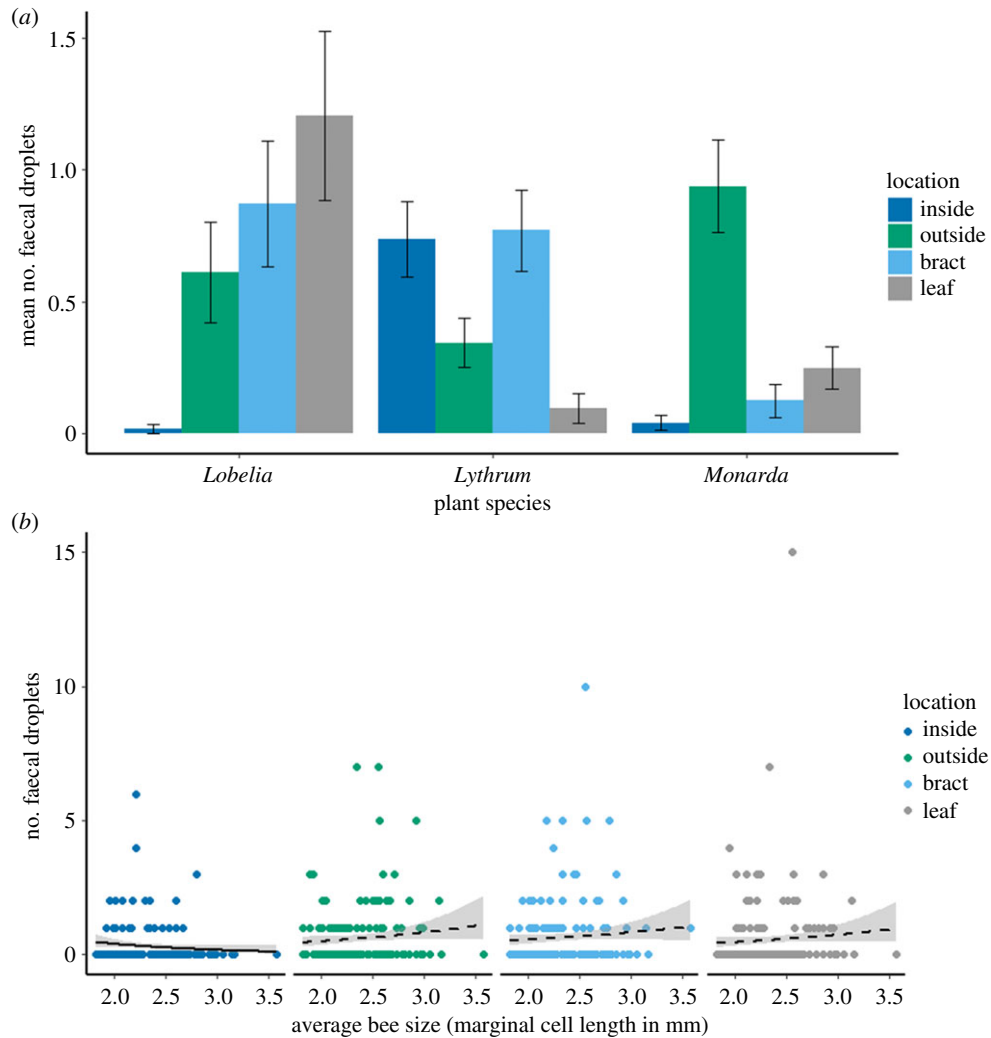 (a)
1.5
1.0
0.5
0
mean no. faecal droplets
Lobelia Lythrum Monarda
plant species
location
inside
outside
bract
leaf
(b)
15
10
5
0
no. faecal droplets
2.0 2.5 3.0 3.5 2.0 2.5 3.0 3.5 2.0 2.5 3.0 3.5 2.0 2.5 3.0 3.5
average bee size (marginal cell length in mm)
location
inside
outside
bract
leaf